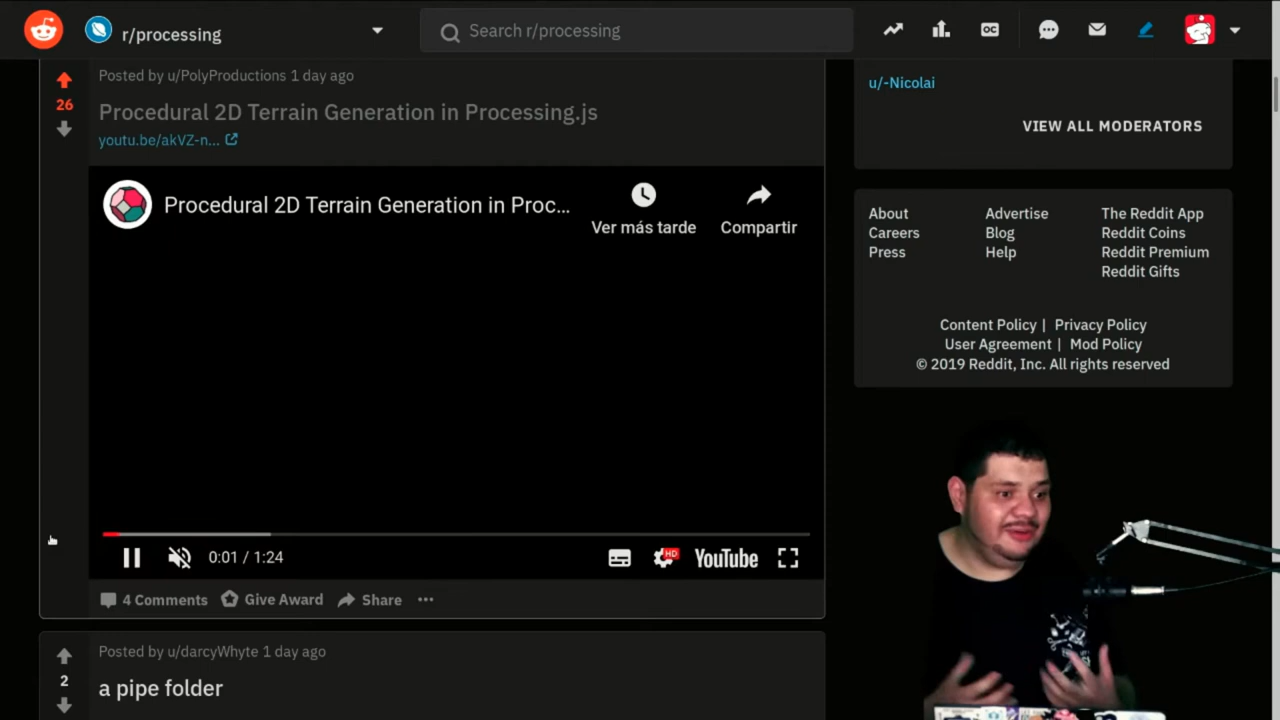 r/processing
Search r/processing
OC
Posted by u/PolyProductions 1 day ago
26
Procedural 2D Terrain Generation in Processing.js
youtu.be/akVZ-n...
Procedural 2D Terrain Generation in Proc...
Ver más tarde
Compartir
0:01 / 1:24
HD
YouTube
4 Comments
Give Award
Share
Posted by u/darcyWhyte 1 day ago
2
a pipe folder
u/-Nicolai
VIEW ALL MODERATORS
About Advertise The Reddit App
Careers Blog Reddit Coins
Press Help Reddit Premium
Reddit Gifts
Content Policy | Privacy Policy
User Agreement | Mod Policy
© 2019 Reddit, Inc. All rights reserved